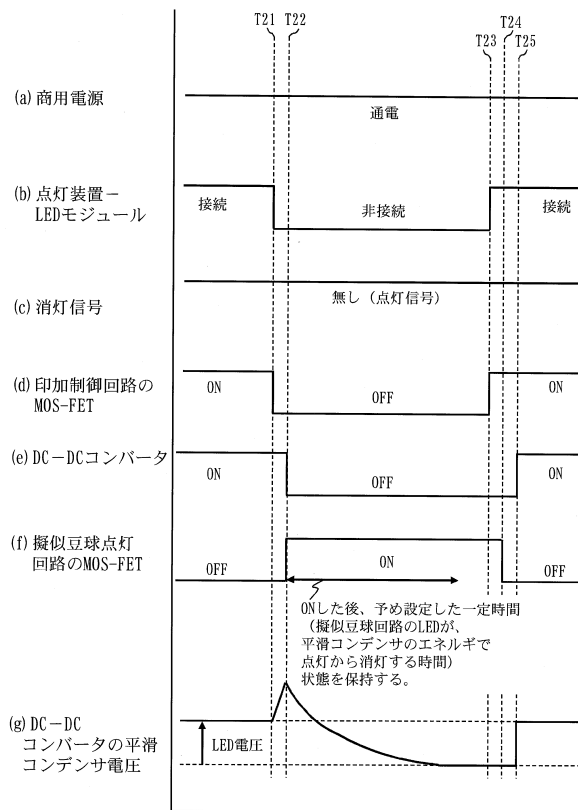 T21 T22
T24
T23 T25
(a) 商用電源
通電
(b) 点灯装置－
LEDモジュール
接続
非接続
接続
(c) 消灯信号
無し（点灯信号）
(d) 印加制御回路の
MOS-FET
ON
OFF
ON
(e) DC－DCコンバータ
ON
OFF
ON
(f) 擬似豆球点灯
回路のMOS-FET
OFF
ON
OFF
ONした後、予め設定した一定時間
（擬似豆球回路のLEDが、
平滑コンデンサのエネルギで
点灯から消灯する時間）
状態を保持する。
(g) DC－DC
コンバータの平滑
コンデンサ電圧
LED電圧